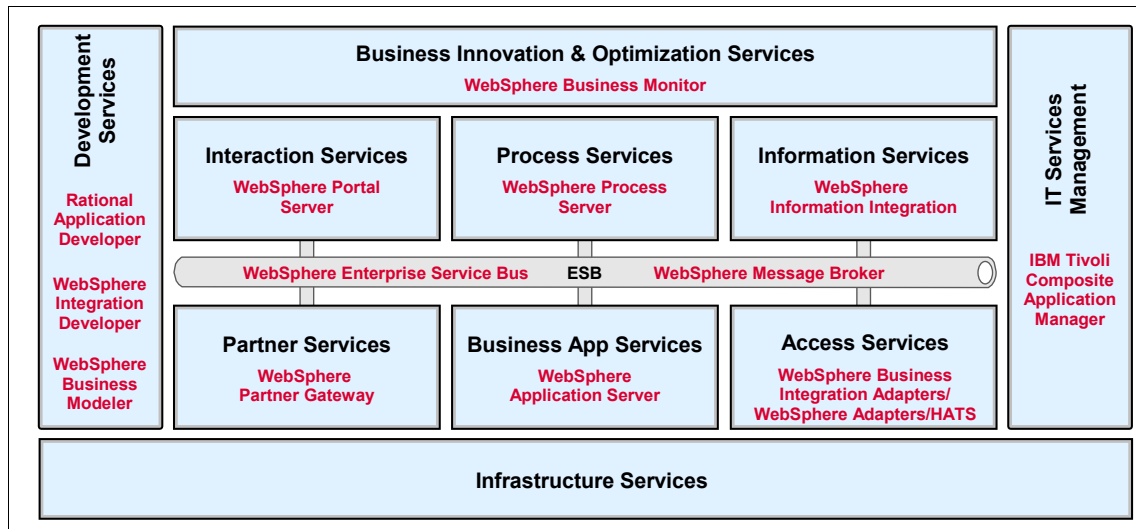 Development
Services
Rational
Application
Developer
WebSphere
Integration
Developer
WebSphere
Business
Modeler
Business Innovation & Optimization Services
WebSphere Business Monitor
Interaction Services
WebSphere Portal
Server
Process Services
WebSphere Process
Server
Information Services
WebSphere
Information Integration
WebSphere Enterprise Service Bus
ESB
WebSphere Message Broker
Partner Services
WebSphere
Partner Gateway
Business App Services
WebSphere
Application Server
Access Services
WebSphere Business
Integration Adapters/
WebSphere Adapters/HATS
IT Services
Management
IBM Tivoli
Composite
Application
Manager
Infrastructure Services